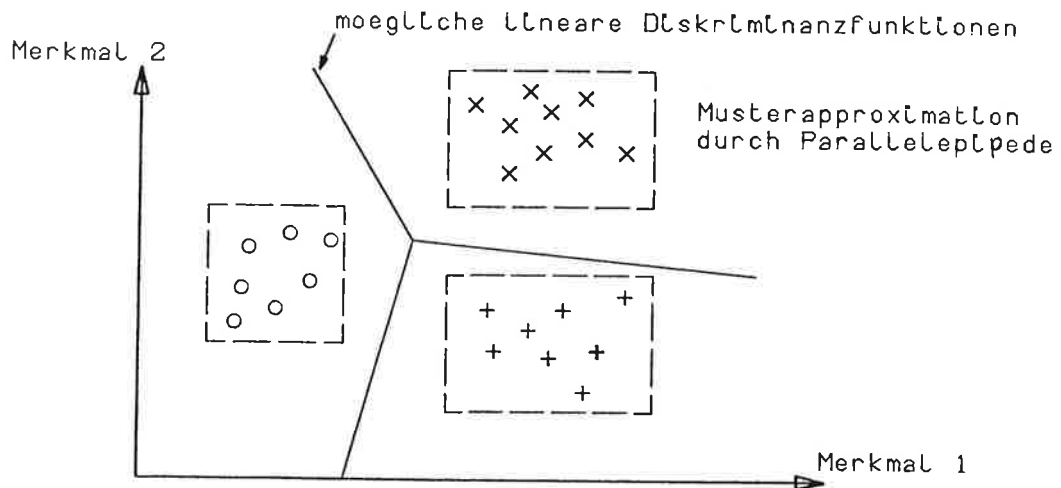 moegliche lineare Diskriminanzfunktionen
Merkmal 2
Musterapproximation
durch Parallelepipede
Merkmal 1